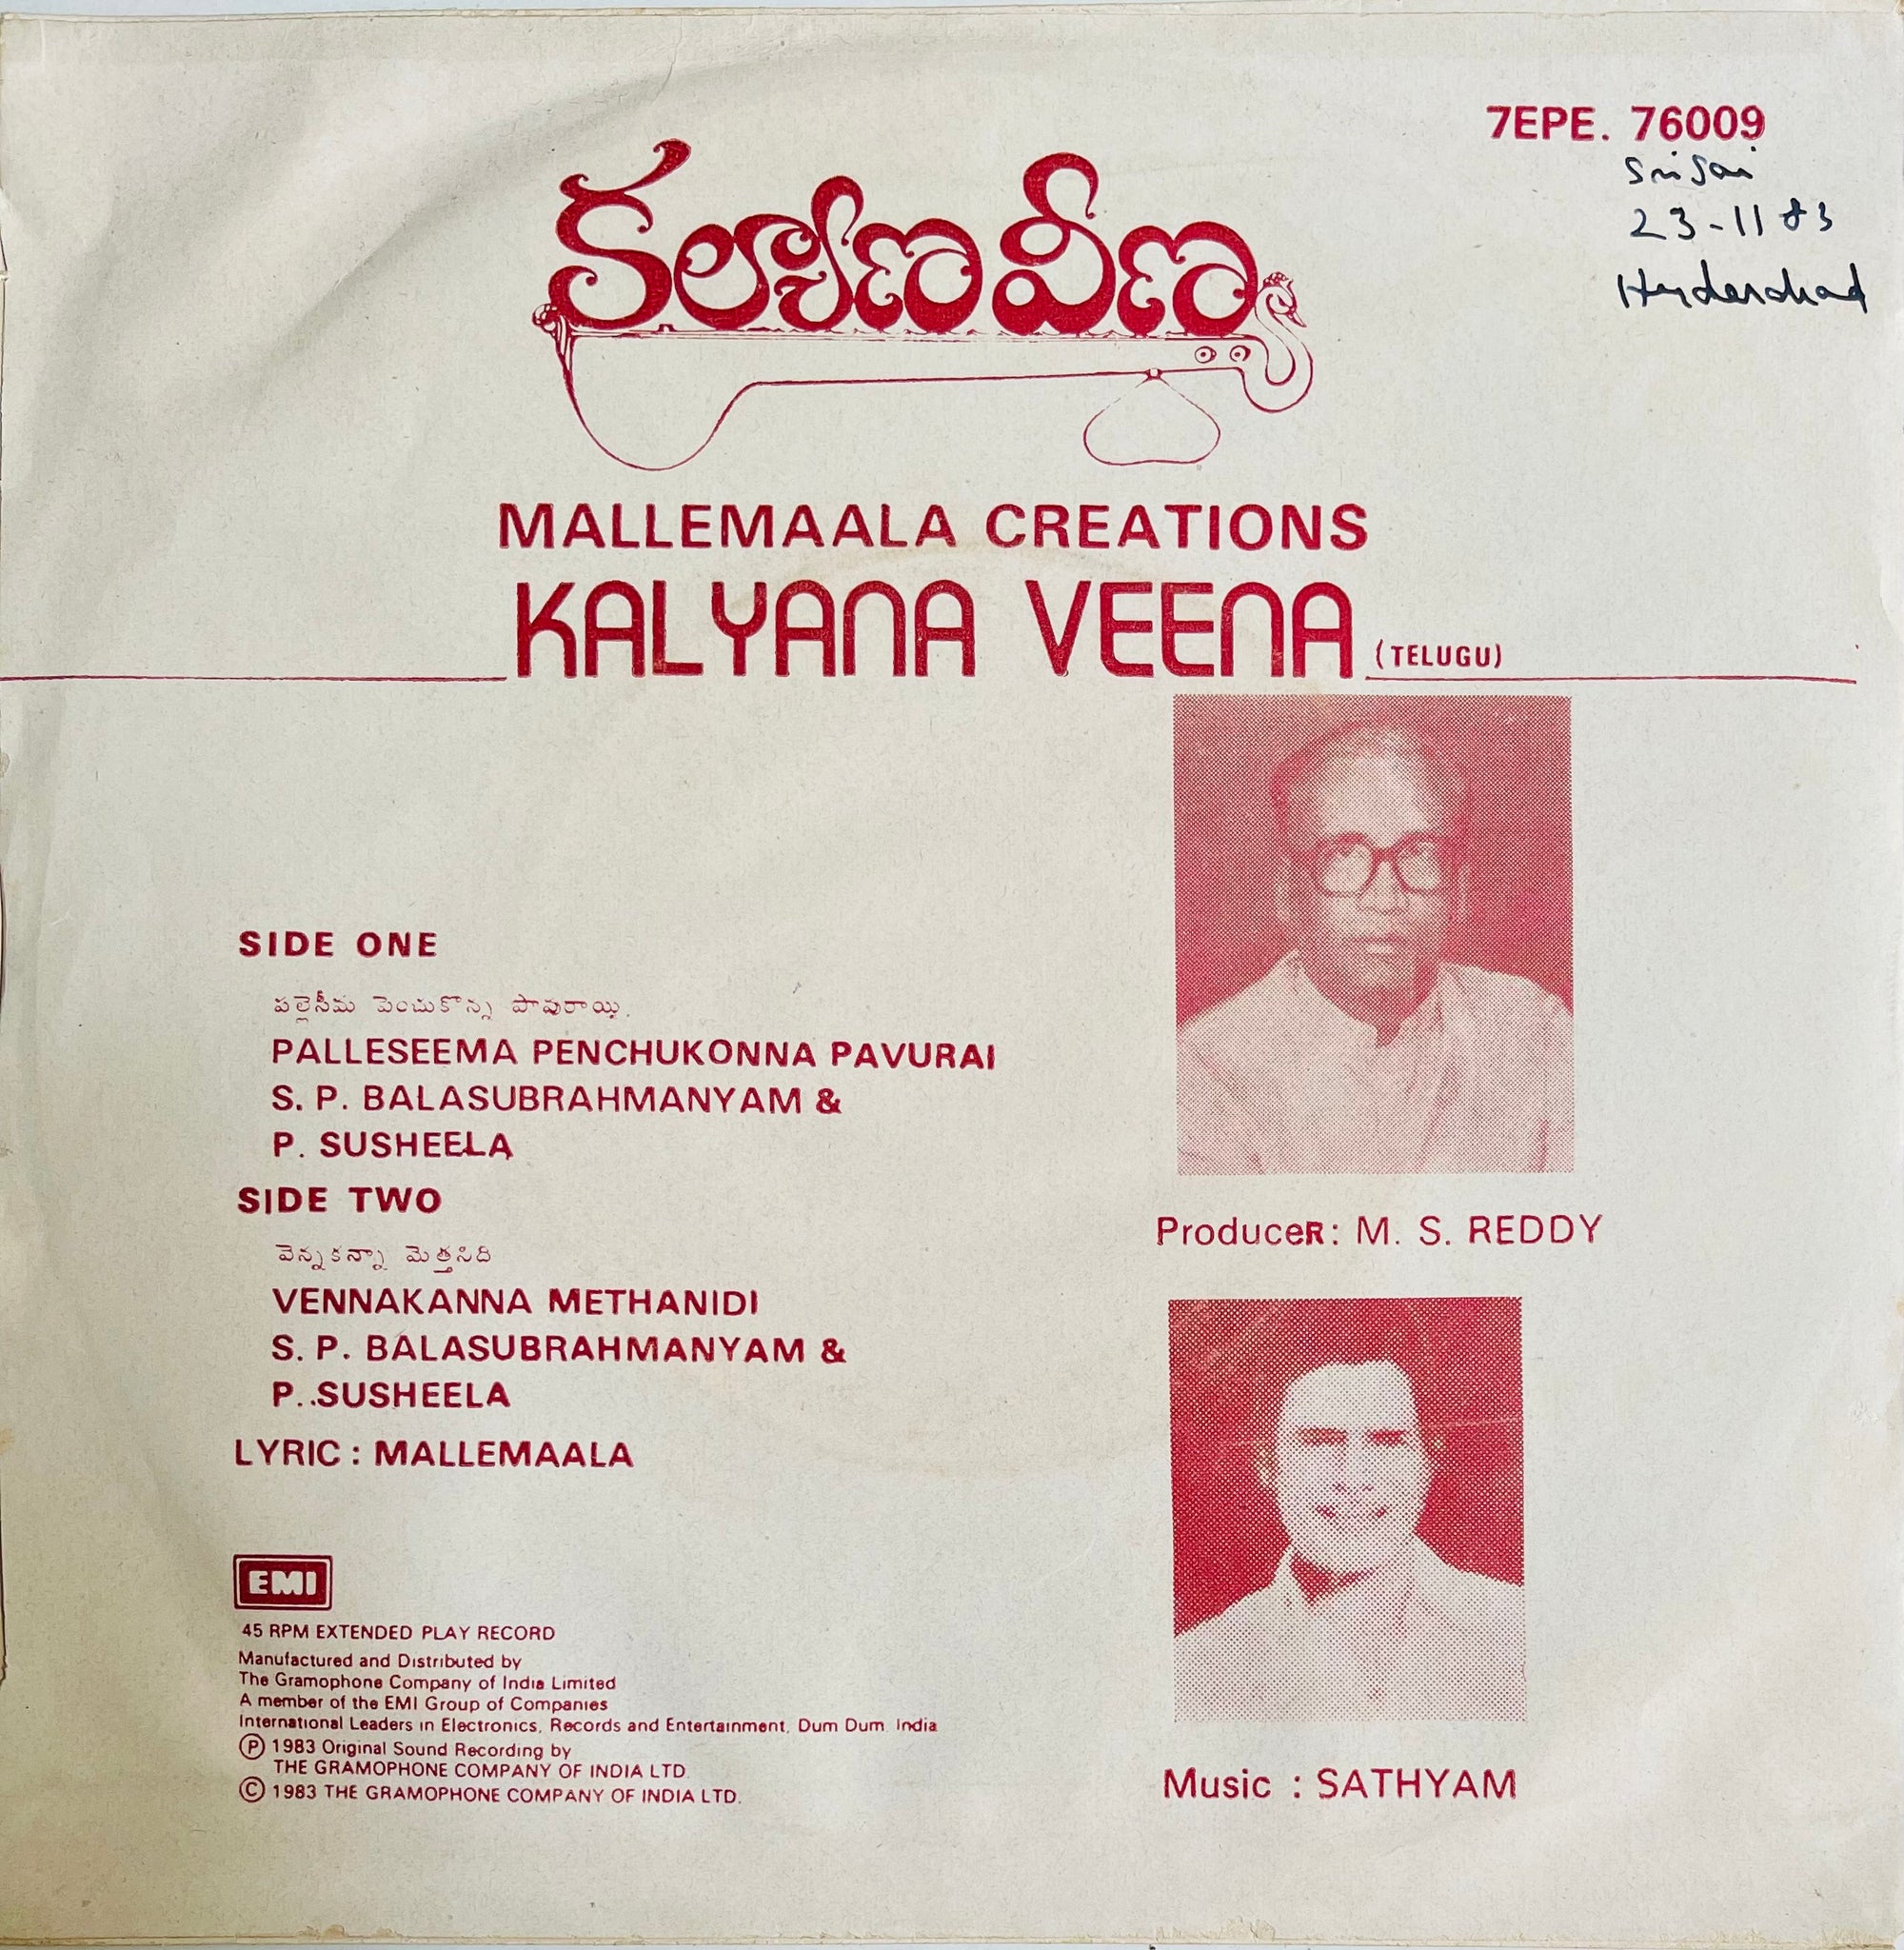 7EPE. 76009
Sri Sai
23-11 83
Hyderabad
కల్యాణ వీణ
MALLEMAALA CREATIONS
KALYANA VEENA (TELUGU)
SIDE ONE
పల్లెసీమ పెంచుకొన్న పావురాయి.
PALLESEEMA PENCHUKONNA PAVURAI
S. P. BALASUBRAHMANYAM &
P. SUSHEELA
SIDE TWO
వెన్నకన్నా మెత్తనిది
VENNAKANNA METHANIDI
S. P. BALASUBRAHMANYAM &
P. .SUSHEELA
LYRIC : MALLEMAALA
EMI
45 RPM EXTENDED PLAY RECORD
Manufactured and Distributed by
The Gramophone Company of India Limited
A member of the EMI Group of Companies
International Leaders in Electronics, Records and Entertainment, Dum Dum India
Ⓟ 1983 Original Sound Recording by
THE GRAMOPHONE COMPANY OF INDIA LTD.
© 1983 THE GRAMOPHONE COMPANY OF INDIA LTD.
ProduceR: M. S. REDDY
Music : SATHYAM